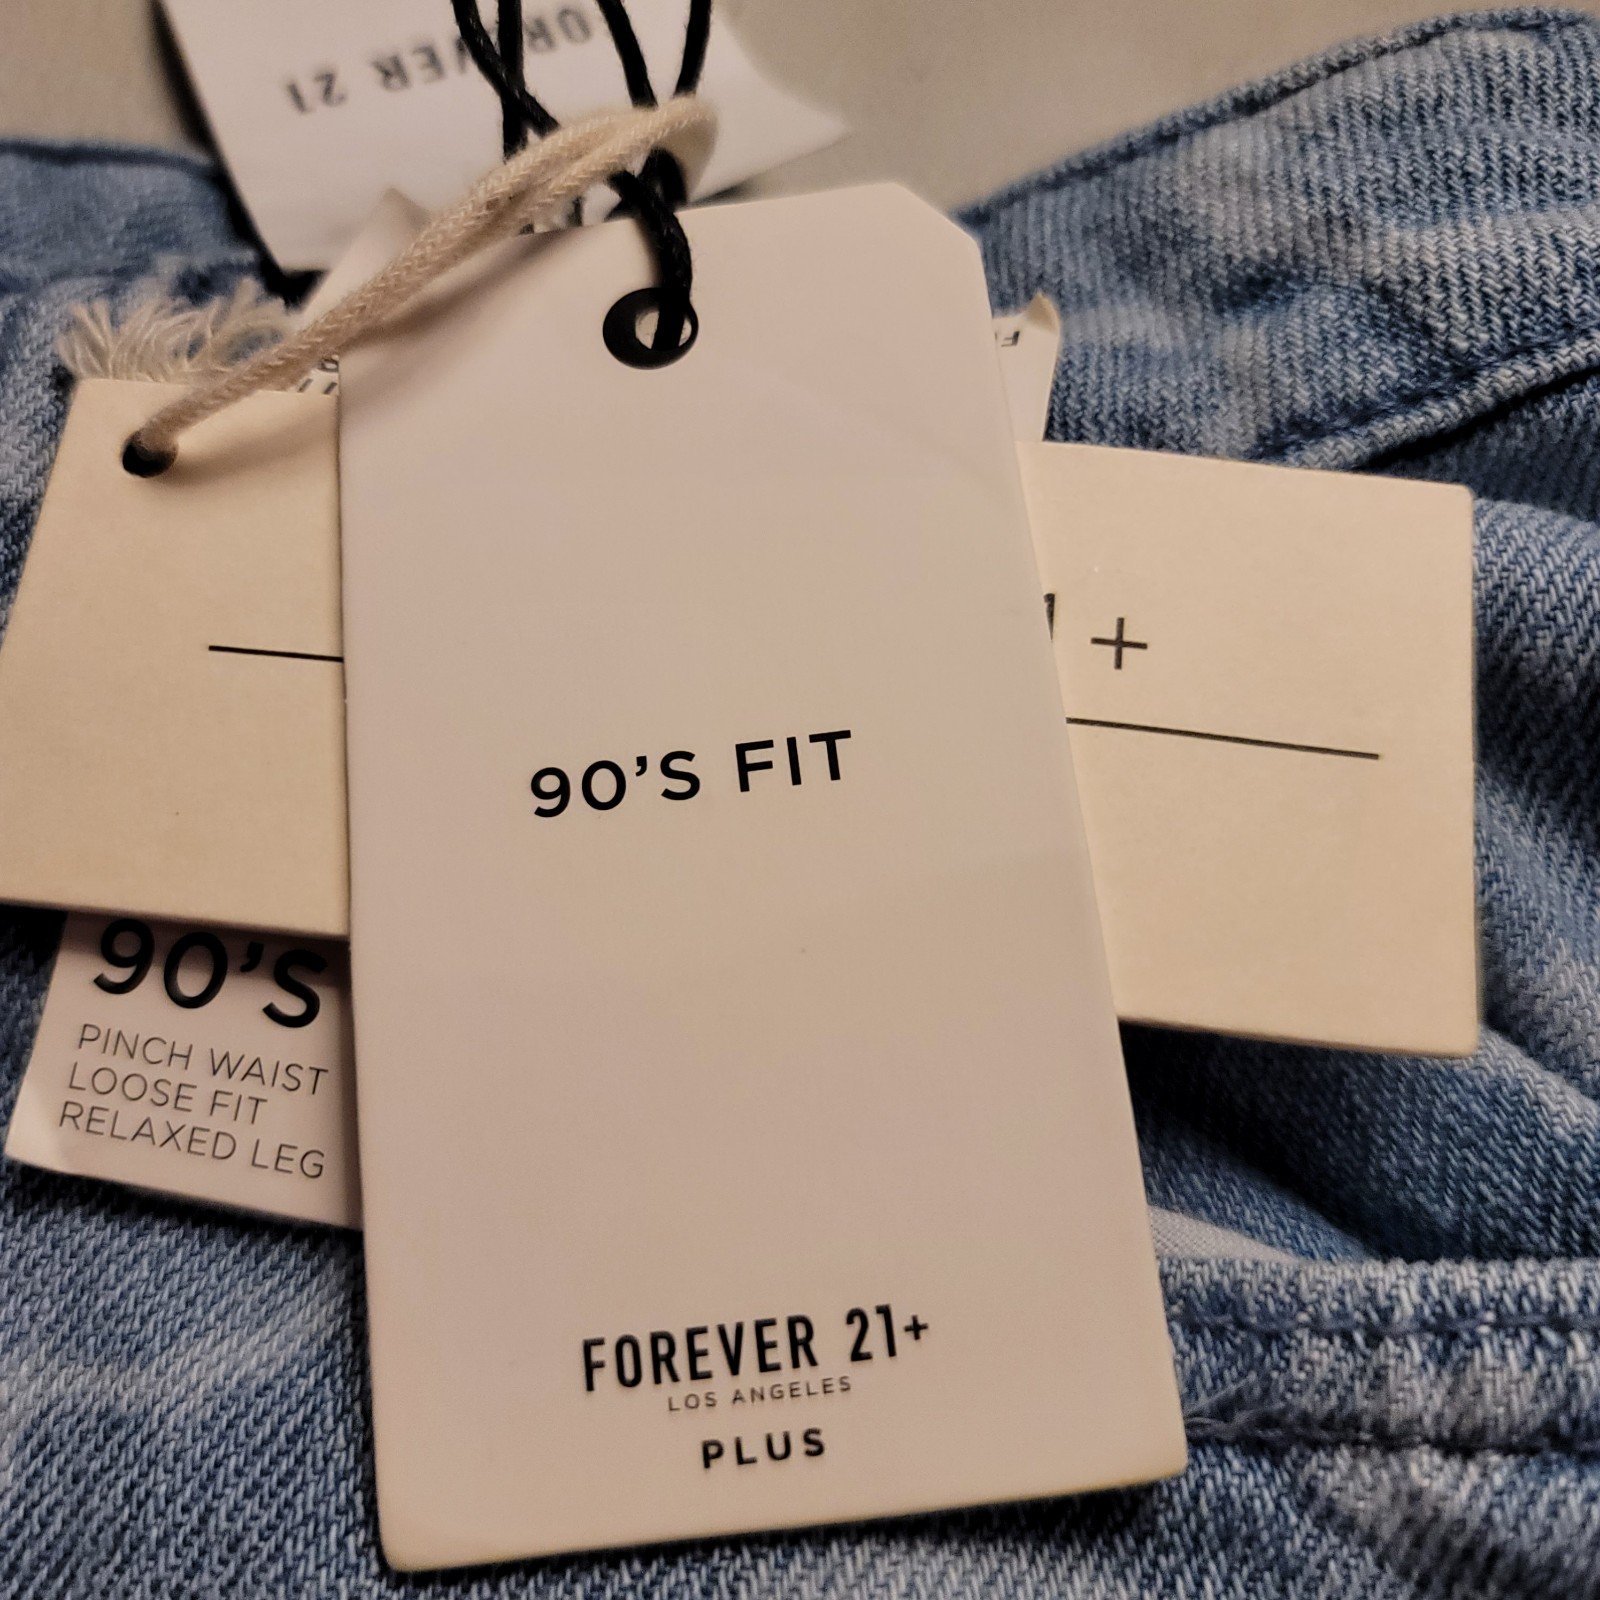 FOREVER 21
+
90'S FIT
90'S
PINCH WAIST
LOOSE FIT
RELAXED LEG
FOREVER 21+
LOS ANGELES
PLUS